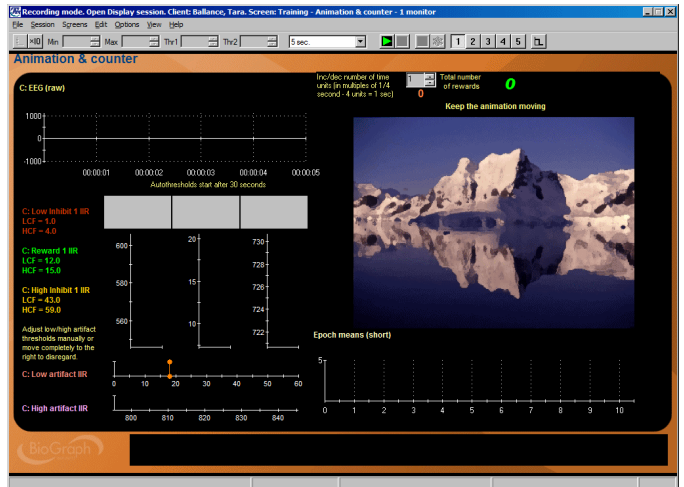 Recording mode. Open Display session. Client: Ballance, Tara. Screen: Training - Animation & counter - 1 monitor
File Session Screens Edit Options View Help
×10 Min Max Thr1 Thr2 5 sec. 1 2 3 4 5
Animation & counter
Inc/dec number of time
units (in multiples of 1/4
second - 4 units = 1 sec)
1
0
Total number
of rewards
0
C: EEG (raw)
Keep the animation moving
1000
0
-1000
00:00:01 00:00:02 00:00:03 00:00:04 00:00:05
Autothresholds start after 30 seconds
C: Low Inhibit 1 IIR
LCF = 1.0
HCF = 4.0
C: Reward 1 IIR
LCF = 12.0
HCF = 15.0
C: High Inhibit 1 IIR
LCF = 43.0
HCF = 59.0
600
580
560
20
15
10
730
728
726
724
722
Adjust low/high artifact
thresholds manually or
move completely to the
right to disregard.
C: Low artifact IIR
0 10 20 30 40 50 60
C: High artifact IIR
800 810 820 830 840
Epoch means (short)
5
0 1 2 3 4 5 6 7 8 9 10
BioGraph